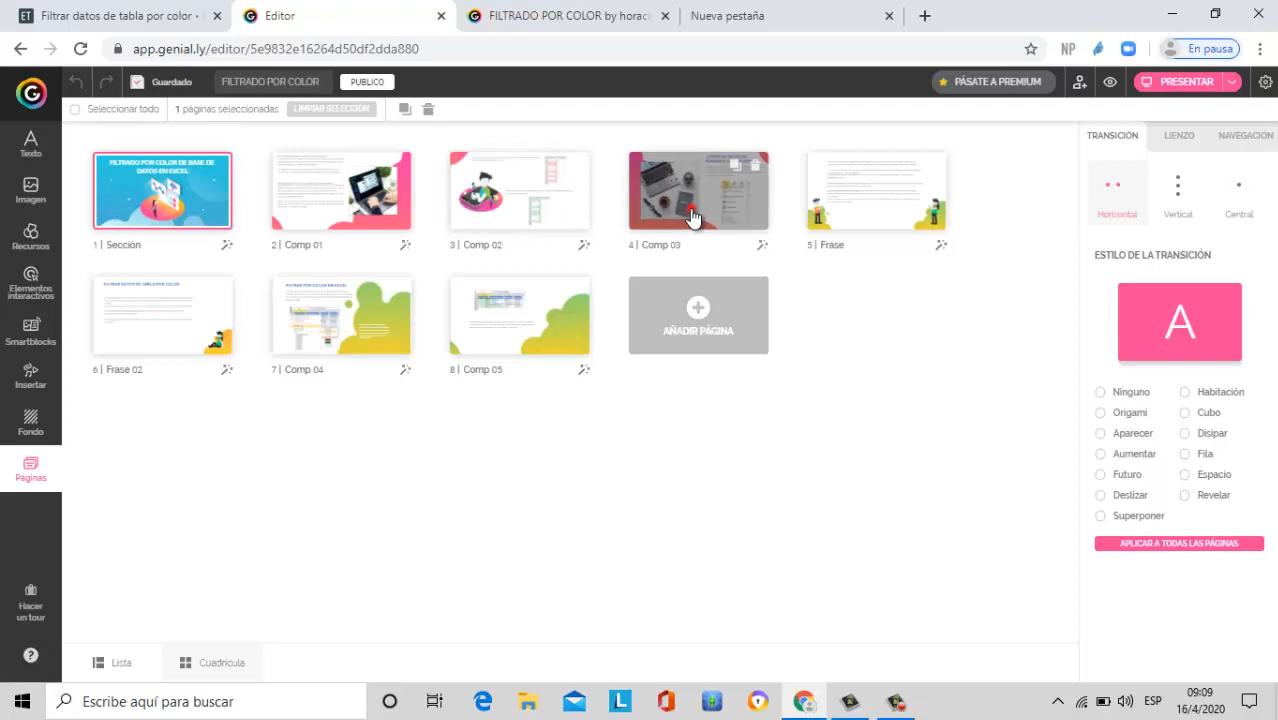 Filtrar datos de tabla por color •
Editor
FILTRADO POR COLOR by horac
Nueva pestaña
app.genial.ly/editor/5e9832e16264d50df2dda880
NP
En pausa
Guardado
FILTRADO POR COLOR
PUBLICO
PÁSATE A PREMIUM
PRESENTAR
Seleccionar todo
1 páginas seleccionadas
LIMPIAR SELECCIÓN
TRANSICIÓN
LIENZO
NAVEGACIÓN
Texto
Imagen
Recursos
Elementos
interactivos
Smartblocks
Insertar
Fondo
Páginas
Hacer
un tour
FILTRADO POR COLOR DE BASE DE
DATOS EN EXCEL
1 | Sección
2 | Comp 01
3 | Comp 02
4 | Comp 03
5 | Frase
6 | Frase 02
7 | Comp 04
8 | Comp 05
AÑADIR PÁGINA
Horizontal
Vertical
Central
ESTILO DE LA TRANSICIÓN
A
Ninguno
Habitación
Origami
Cubo
Aparecer
Disipar
Aumentar
Fila
Futuro
Espacio
Deslizar
Revelar
Superponer
APLICAR A TODAS LAS PÁGINAS
Lista
Cuadrícula
Escribe aquí para buscar
ESP
09:09
16/4/2020